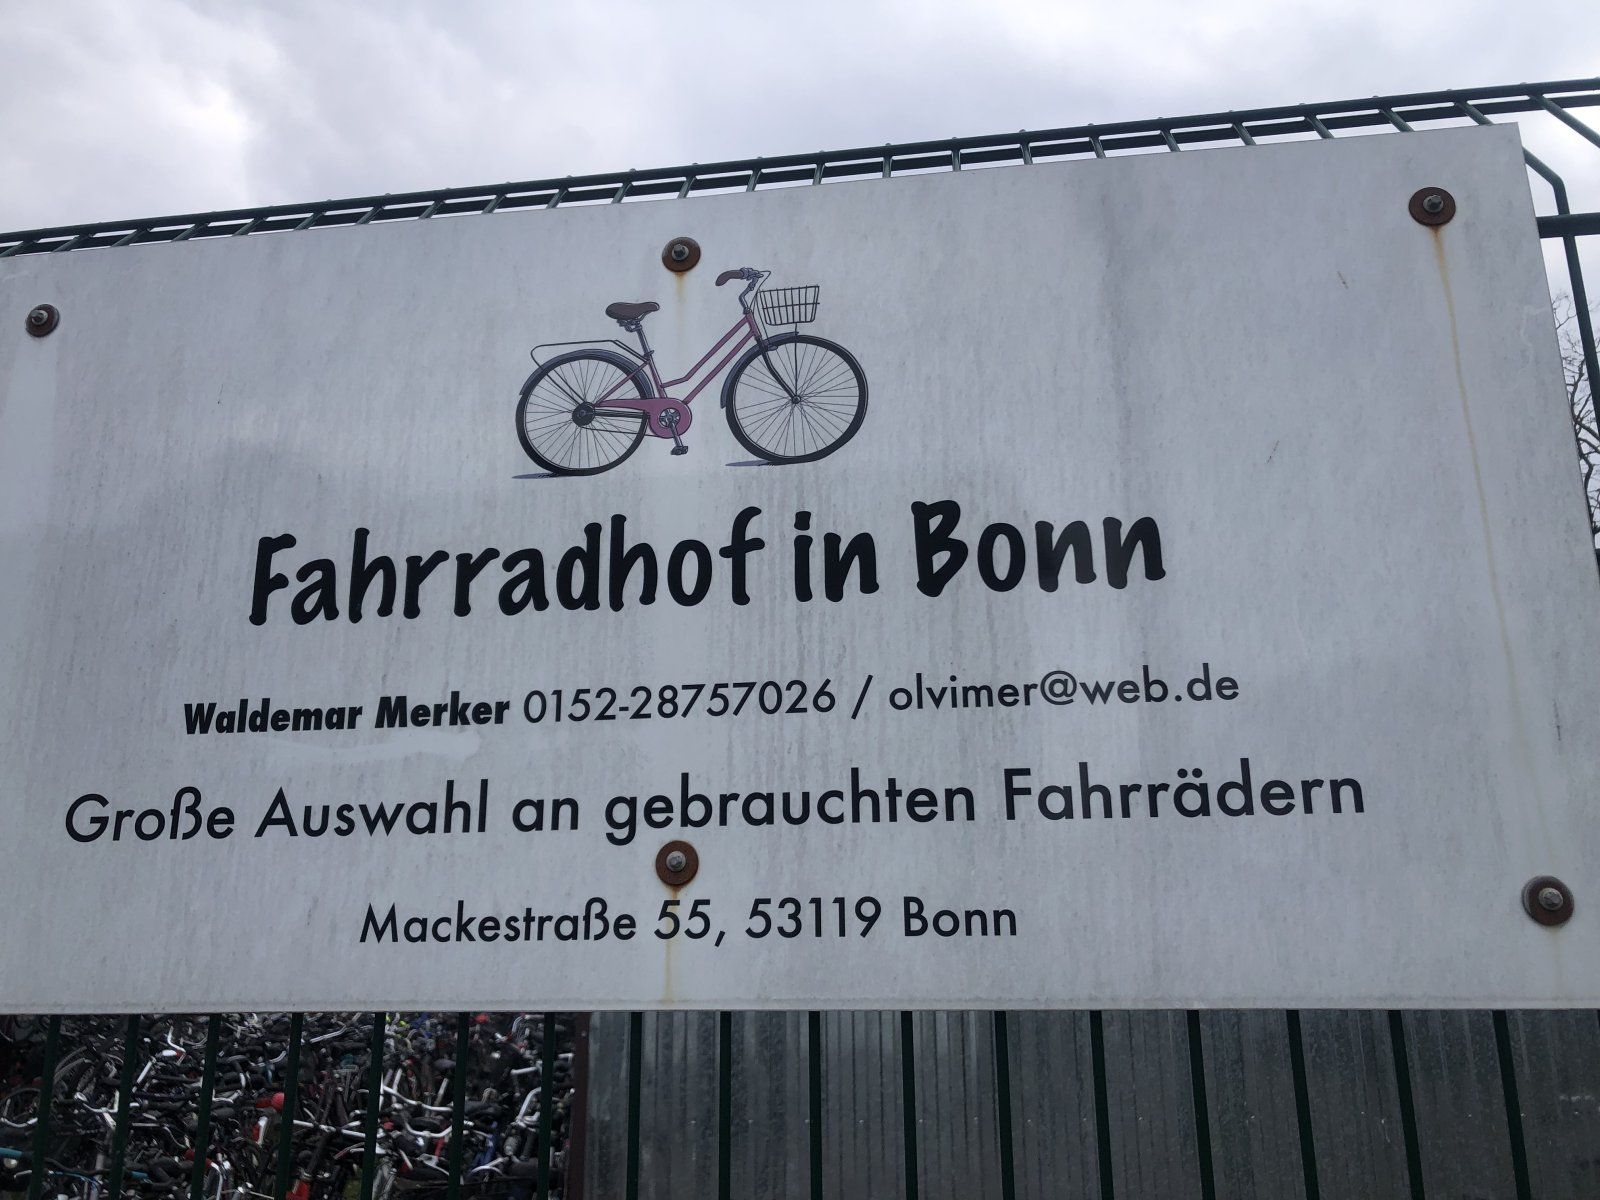 Fahrradhof in Bonn
Waldemar Merker 0152-28757026 / olvimer@web.de
Große Auswahl an gebrauchten Fahrrädern
Mackestraße 55, 53119 Bonn